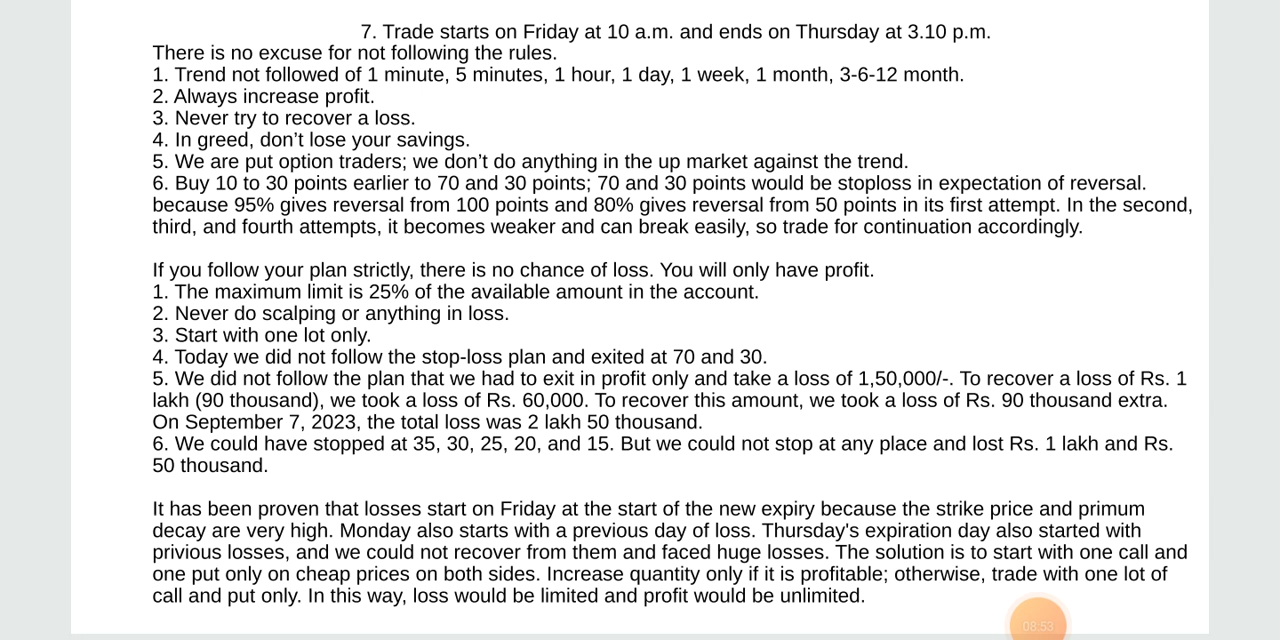 7. Trade starts on Friday at 10 a.m. and ends on Thursday at 3.10 p.m.
There is no excuse for not following the rules.
1. Trend not followed of 1 minute, 5 minutes, 1 hour, 1 day, 1 week, 1 month, 3-6-12 month.
2. Always increase profit.
3. Never try to recover a loss.
4. In greed, don’t lose your savings.
5. We are put option traders; we don’t do anything in the up market against the trend.
6. Buy 10 to 30 points earlier to 70 and 30 points; 70 and 30 points would be stoploss in expectation of reversal.
because 95% gives reversal from 100 points and 80% gives reversal from 50 points in its first attempt. In the second,
third, and fourth attempts, it becomes weaker and can break easily, so trade for continuation accordingly.
If you follow your plan strictly, there is no chance of loss. You will only have profit.
1. The maximum limit is 25% of the available amount in the account.
2. Never do scalping or anything in loss.
3. Start with one lot only.
4. Today we did not follow the stop-loss plan and exited at 70 and 30.
5. We did not follow the plan that we had to exit in profit only and take a loss of 1,50,000/-. To recover a loss of Rs. 1
lakh (90 thousand), we took a loss of Rs. 60,000. To recover this amount, we took a loss of Rs. 90 thousand extra.
On September 7, 2023, the total loss was 2 lakh 50 thousand.
6. We could have stopped at 35, 30, 25, 20, and 15. But we could not stop at any place and lost Rs. 1 lakh and Rs.
50 thousand.
It has been proven that losses start on Friday at the start of the new expiry because the strike price and primum
decay are very high. Monday also starts with a previous day of loss. Thursday's expiration day also started with
privious losses, and we could not recover from them and faced huge losses. The solution is to start with one call and
one put only on cheap prices on both sides. Increase quantity only if it is profitable; otherwise, trade with one lot of
call and put only. In this way, loss would be limited and profit would be unlimited.
08:53